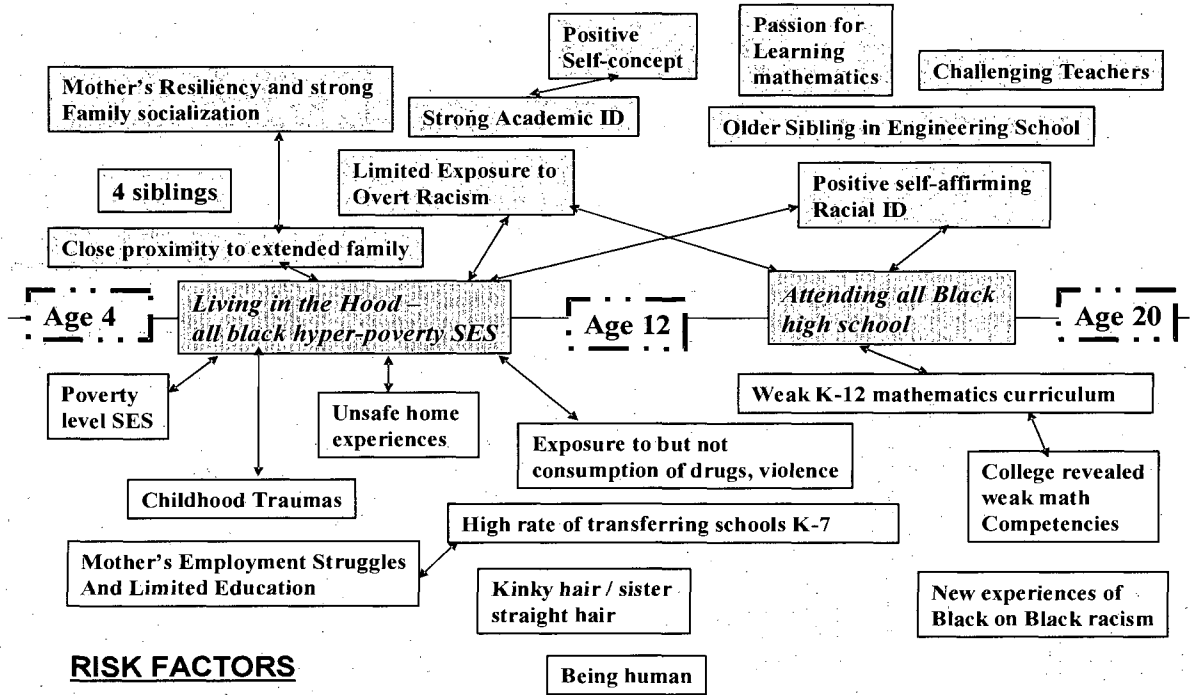 Positive
Self-concept
Passion for
Learning
mathematics
Challenging Teachers
Mother's Resiliency and strong
Family socialization
Strong Academic ID
Older Sibling in Engineering School
4 siblings
Limited Exposure to
Overt Racism
Positive self-affirming
Racial ID
Close proximity to extended family
Age 4
Living in the Hood –
all black hyper-poverty SES
Age 12
Attending all Black
high school
Age 20
Poverty
level SES
Unsafe home
experiences
Weak K-12 mathematics curriculum
Exposure to but not
consumption of drugs, violence
College revealed
weak math
Competencies
Childhood Traumas
High rate of transferring schools K-7
Mother's Employment Struggles
And Limited Education
Kinky hair / sister
straight hair
New experiences of
Black on Black racism
RISK FACTORS
Being human